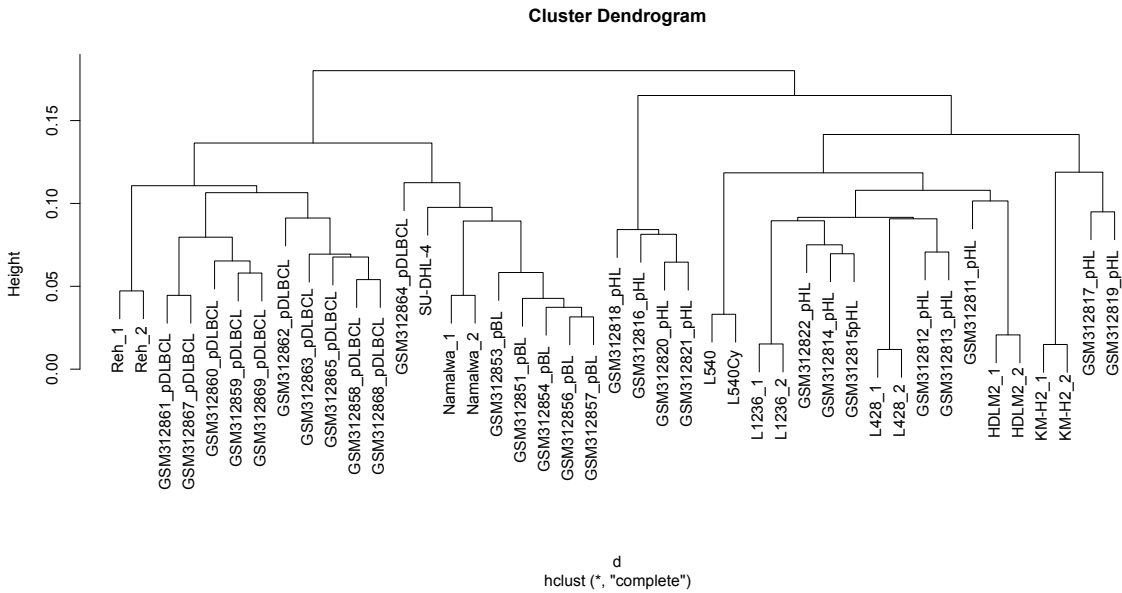 Cluster Dendrogram
Height
0.00
0.05
0.10
0.15
Reh_1
Reh_2
GSM312861_pDLBCL
GSM312867_pDLBCL
GSM312860_pDLBCL
GSM312859_pDLBCL
GSM312869_pDLBCL
GSM312862_pDLBCL
GSM312863_pDLBCL
GSM312865_pDLBCL
GSM312858_pDLBCL
GSM312868_pDLBCL
GSM312864_pDLBCL
SU-DHL-4
Namalwa_1
Namalwa_2
GSM312853_pBL
GSM312851_pBL
GSM312854_pBL
GSM312856_pBL
GSM312857_pBL
GSM312818_pHL
GSM312816_pHL
GSM312820_pHL
GSM312821_pHL
L540
L540Cy
L1236_1
L1236_2
GSM312822_pHL
GSM312814_pHL
GSM312815pHL
L428_1
L428_2
GSM312812_pHL
GSM312813_pHL
GSM312811_pHL
HDLM2_1
HDLM2_2
KM-H2_1
KM-H2_2
GSM312817_pHL
GSM312819_pHL
d
hclust (*, "complete")